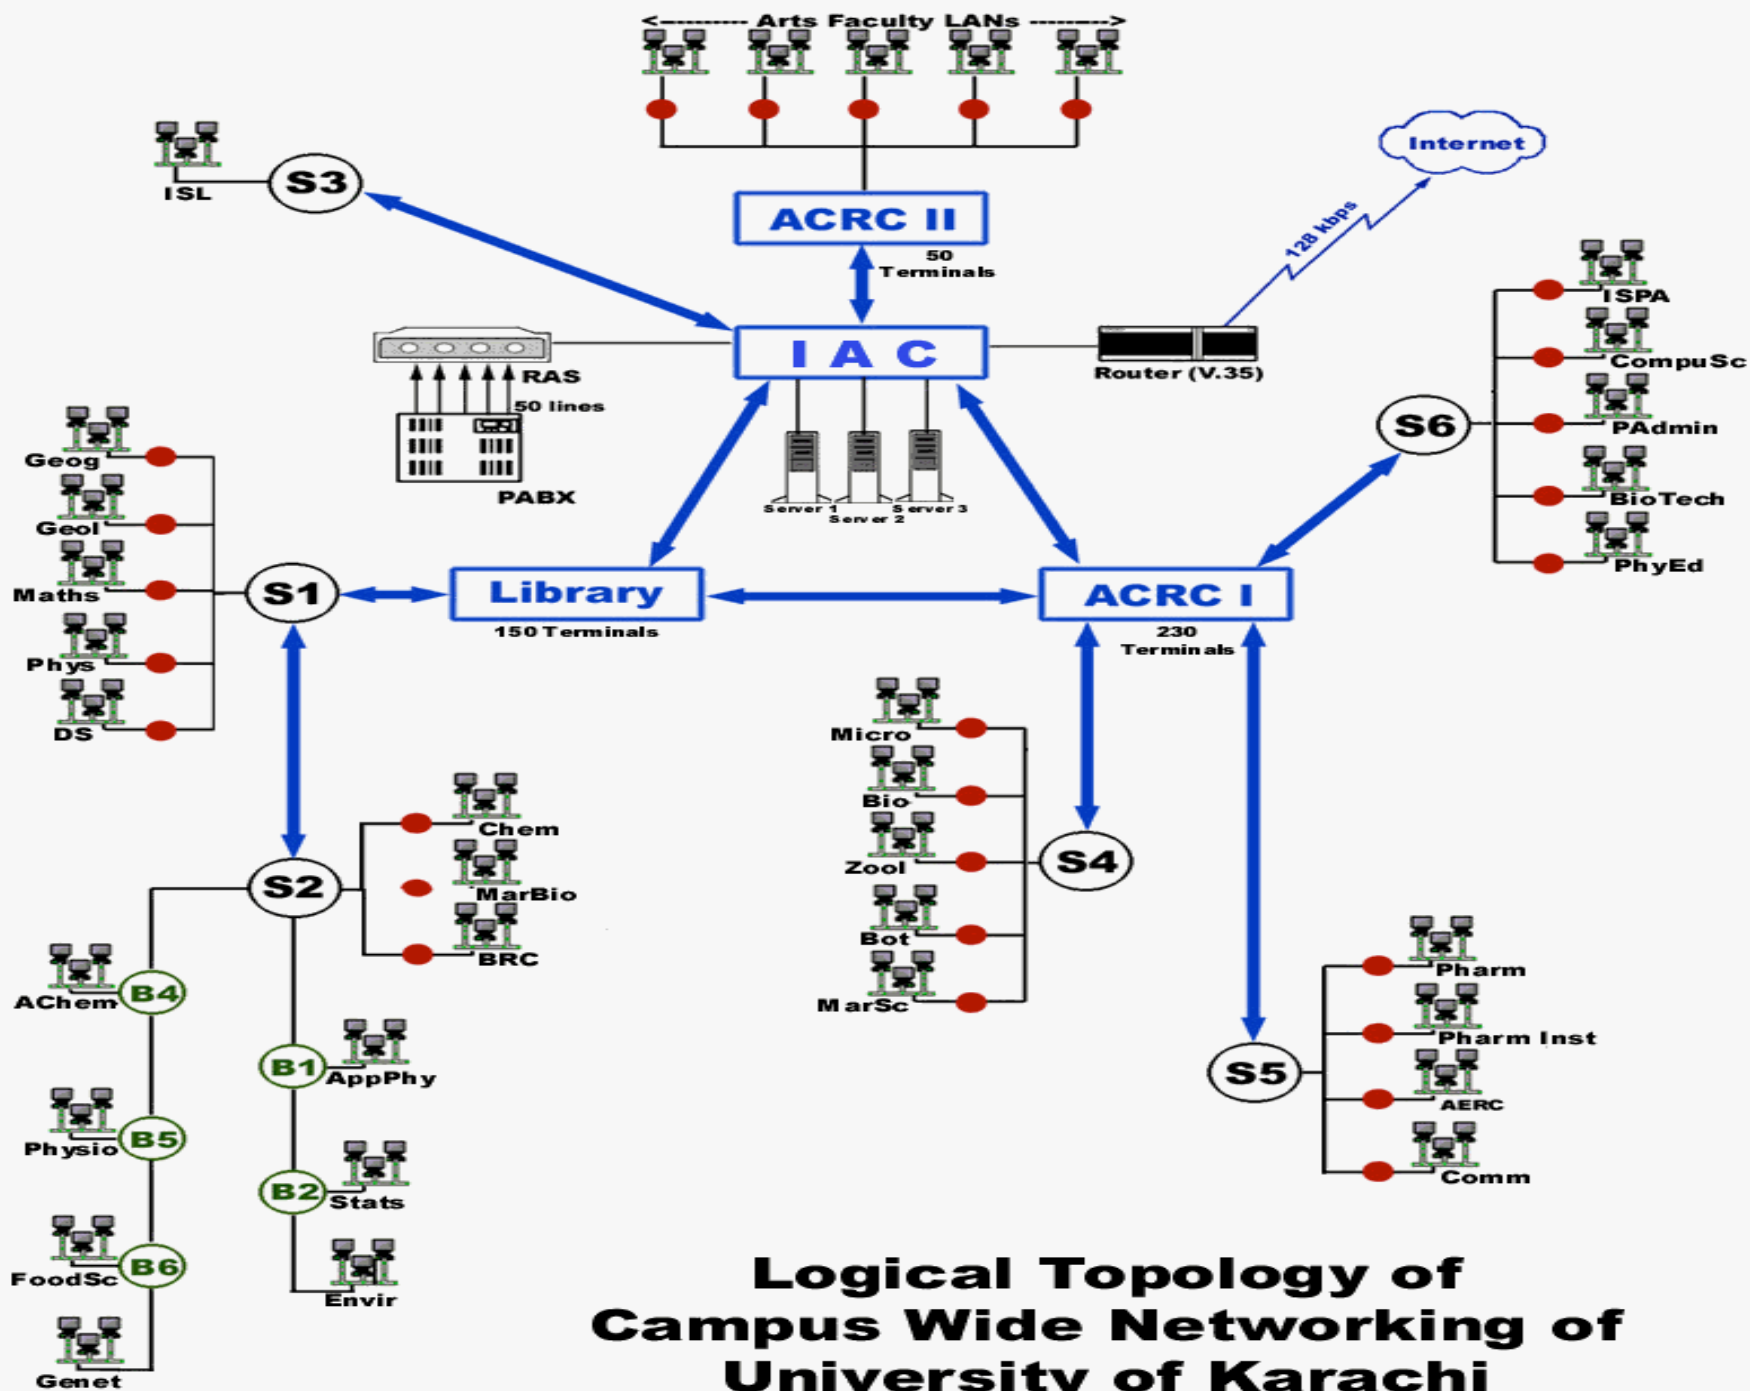 <---------- Arts Faculty LANs -------->
Internet
ISL
S3
ACRC II
50
Terminals
128 kbps
ISPA
CompuSc
PAdmin
BioTech
PhyEd
S6
I A C
RAS
50 lines
PABX
Router (V.35)
Server 1
Server 2
Server 3
Geog
Geol
Maths
Phys
DS
S1
Library
150 Terminals
ACRC I
230
Terminals
Micro
Bio
Zool
Bot
MarSc
S4
S2
Chem
MarBio
BRC
AChem
B4
B1
AppPhy
Physio
B5
B2
Stats
FoodSc
B6
Envir
Genet
S5
Pharm
Pharm Inst
AERC
Comm
Logical Topology of
Campus Wide Networking of
University of Karachi